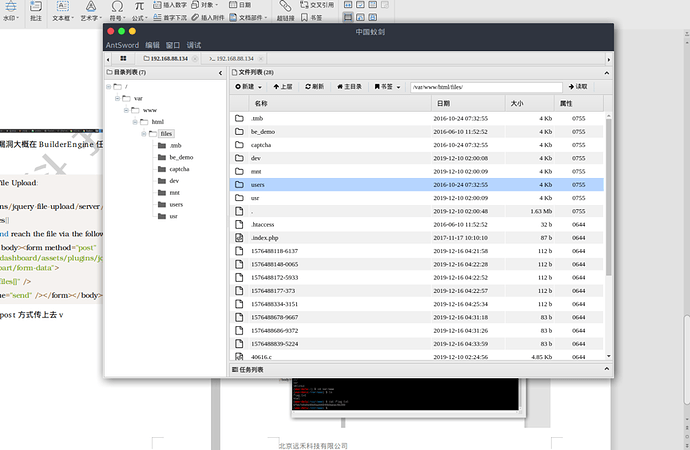 水印 批注 文本框 艺术字 符号 公式 插入数字 对象 日期 超链接 交叉引用
首字下沉 插入附件 文档部件 书签
中国蚁剑
AntSword 编辑 窗口 调试
192.168.88.134 192.168.88.134
目录列表 (7)
/
var
www
html
files
.tmb
be_demo
captcha
dev
mnt
users
usr
文件列表 (28)
新建 上层 刷新 主目录 书签 /var/www/html/files/ 读取
名称 日期 大小 属性
.tmb 2016-10-24 07:32:55 4 Kb 0755
be_demo 2016-06-10 11:52:52 4 Kb 0755
captcha 2016-10-24 07:32:55 4 Kb 0755
dev 2019-12-10 02:00:08 4 Kb 0755
mnt 2019-12-10 02:00:09 4 Kb 0755
users 2016-10-24 07:32:55 4 Kb 0755
usr 2019-12-10 02:00:09 4 Kb 0755
. 2019-12-10 02:00:48 1.63 Mb 0755
.htaccess 2016-06-10 11:52:52 32 b 0644
.index.php 2017-11-17 10:10:10 87 b 0644
1576488118-6137 2019-12-16 04:21:58 112 b 0644
1576488148-0065 2019-12-16 04:22:28 112 b 0644
1576488172-5933 2019-12-16 04:22:52 112 b 0644
1576488177-373 2019-12-16 04:22:57 112 b 0644
1576488334-3151 2019-12-16 04:25:34 112 b 0644
1576488678-9667 2019-12-16 04:31:18 83 b 0644
1576488686-9372 2019-12-16 04:31:26 83 b 0644
1576488839-5224 2019-12-16 04:33:59 83 b 0644
40616.c 2019-12-10 02:24:56 4.85 Kb 0644
任务列表
漏洞大概在 BuilderEngine 任
File Upload:
ns/jquery-file-upload/server/
es[]
nd reach the file via the follow
body><form method="post"
dashboard/assets/plugins/jq
part/form-data">
files[]" />
ue="send" /></form></body>
post 方式传上去 v
北京远禾科技有限公司